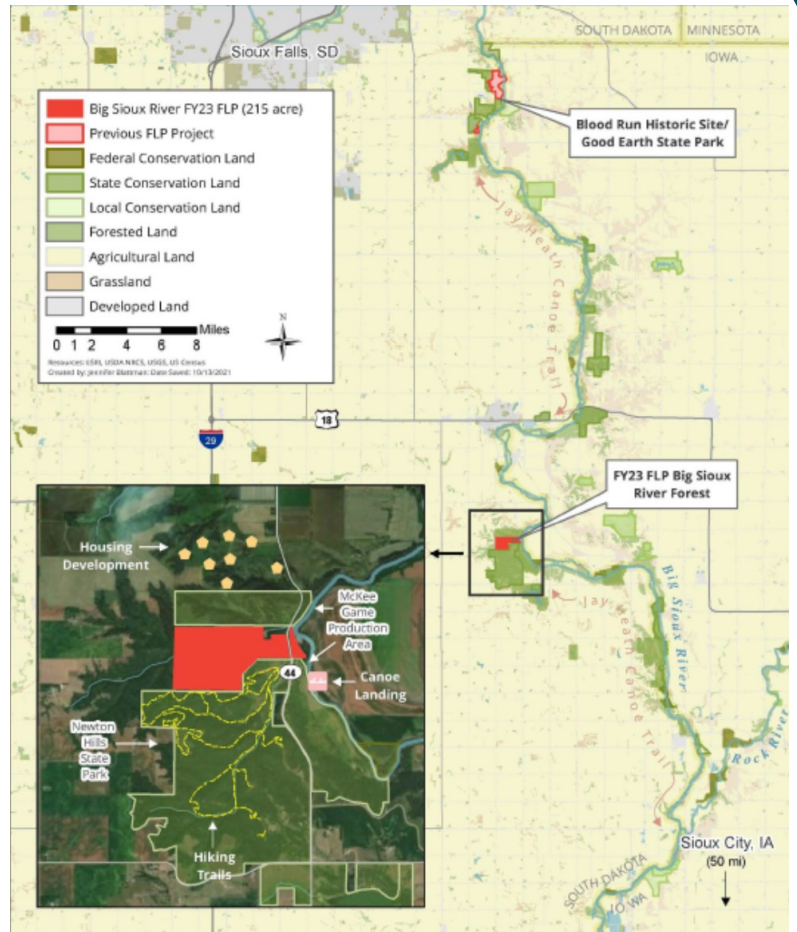 Sioux Falls, SD
SOUTH DAKOTA
MINNESOTA
IOWA
Big Sioux River FY23 FLP (215 acre)
Previous FLP Project
Federal Conservation Land
State Conservation Land
Local Conservation Land
Forested Land
Agricultural Land
Grassland
Developed Land
N
Miles
0 1 2 4 6 8
Resources: ESRI, USDA NRCS, USGS, US Census
Created by: Jennifer Blattman: Date Saved: 10/13/2021
Blood Run Historic Site/
Good Earth State Park
Jay Heath Canoe Trail
18
29
FY23 FLP Big Sioux
River Forest
Housing
Development
McKee
Game
Production
Area
44
Canoe
Landing
Newton
Hills
State
Park
Hiking
Trails
Big Sioux River
Jay Heath Canoe Trail
Rock River
Sioux City, IA
(50 mi)
SOUTH DAKOTA
IOWA